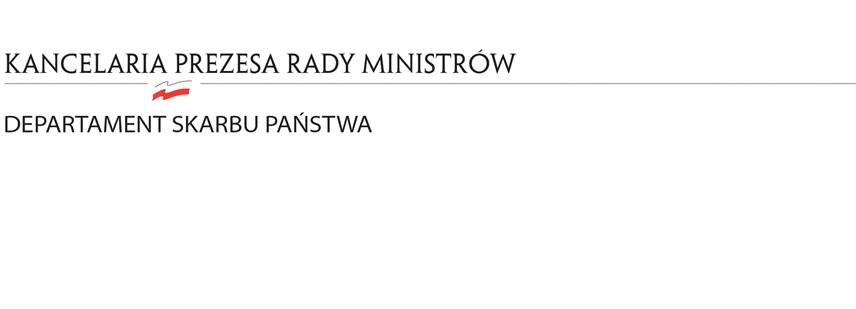 KANCELARIA PREZESA RADY MINISTRÓW
DEPARTAMENT SKARBU PAŃSTWA